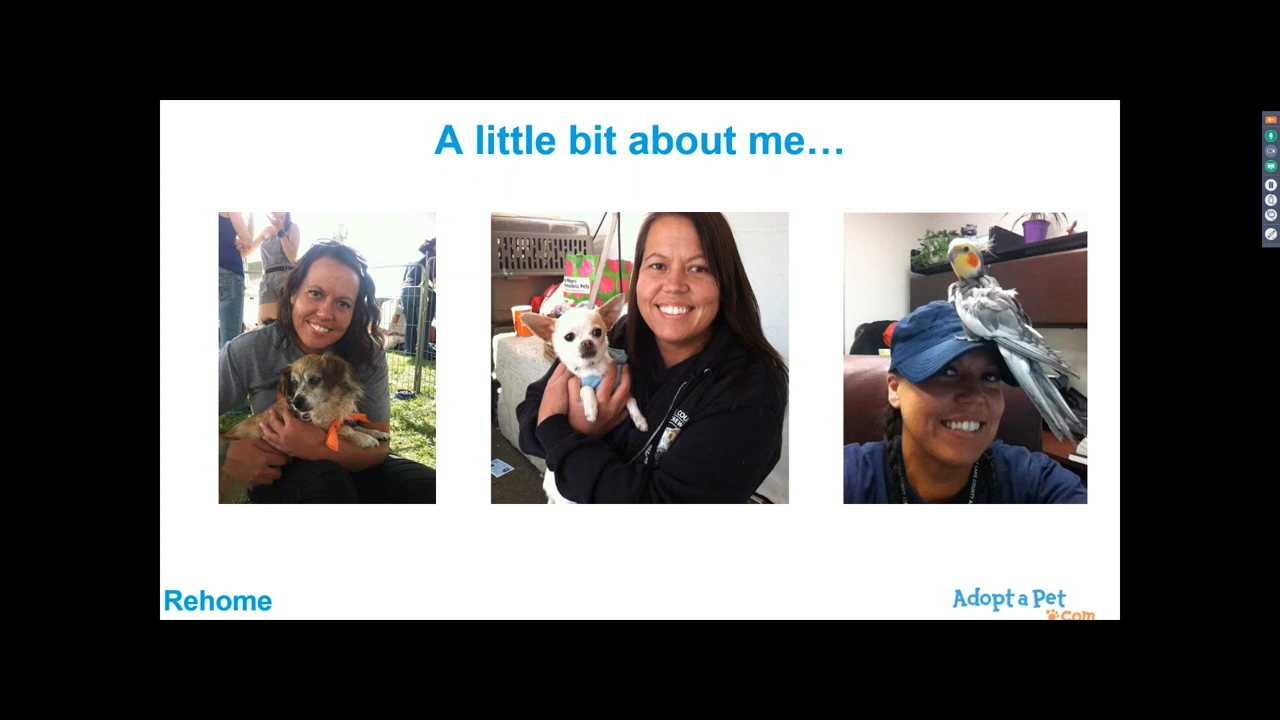 A little bit about me…
Rehome
Adopt a Pet
.com